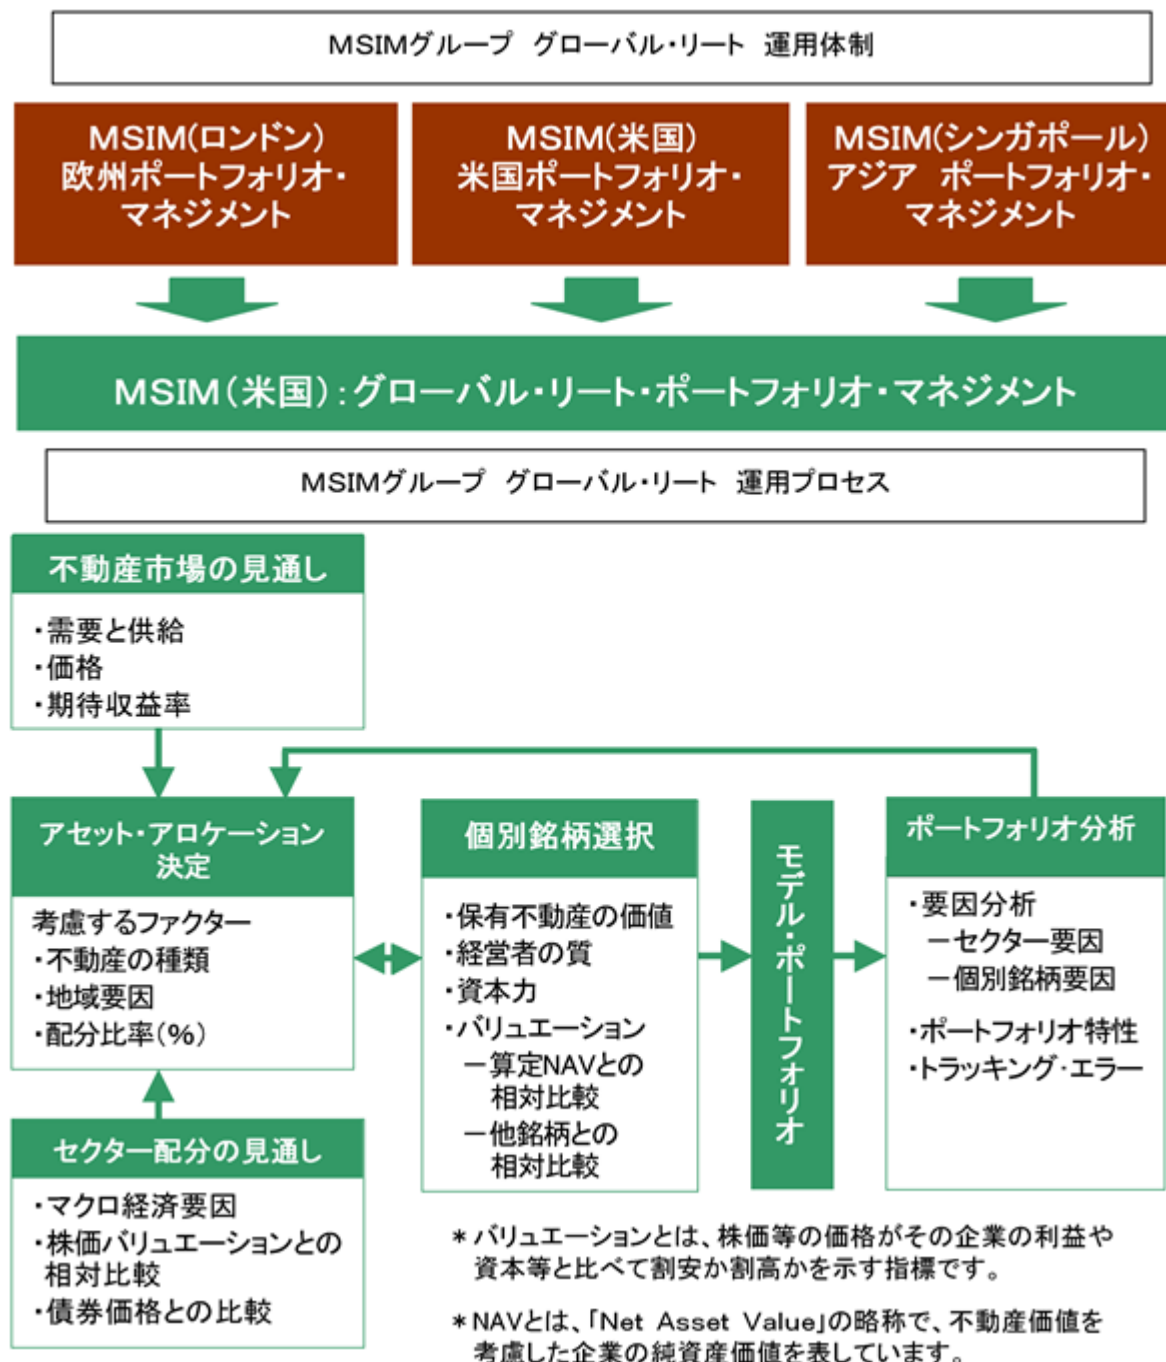 MSIMグループ グローバル・リート 運用体制
MSIM(ロンドン)
欧州ポートフォリオ・
マネジメント
MSIM(米国)
米国ポートフォリオ・
マネジメント
MSIM(シンガポール)
アジア ポートフォリオ・
マネジメント
MSIM(米国):グローバル・リート・ポートフォリオ・マネジメント
MSIMグループ グローバル・リート 運用プロセス
不動産市場の見通し
・需要と供給
・価格
・期待収益率
アセット・アロケーション
決定
考慮するファクター
・不動産の種類
・地域要因
・配分比率(%)
セクター配分の見通し
・マクロ経済要因
・株価バリュエーションとの
相対比較
・債券価格との比較
個別銘柄選択
・保有不動産の価値
・経営者の質
・資本力
・バリュエーション
－算定NAVとの
相対比較
－他銘柄との
相対比較
モデル・ポートフォリオ
ポートフォリオ分析
・要因分析
－セクター要因
－個別銘柄要因
・ポートフォリオ特性
・トラッキング・エラー
＊バリュエーションとは、株価等の価格がその企業の利益や
資本等と比べて割安か割高かを示す指標です。
＊NAVとは、「Net Asset Value」の略称で、不動産価値を
考慮した企業の純資産価値を表しています。